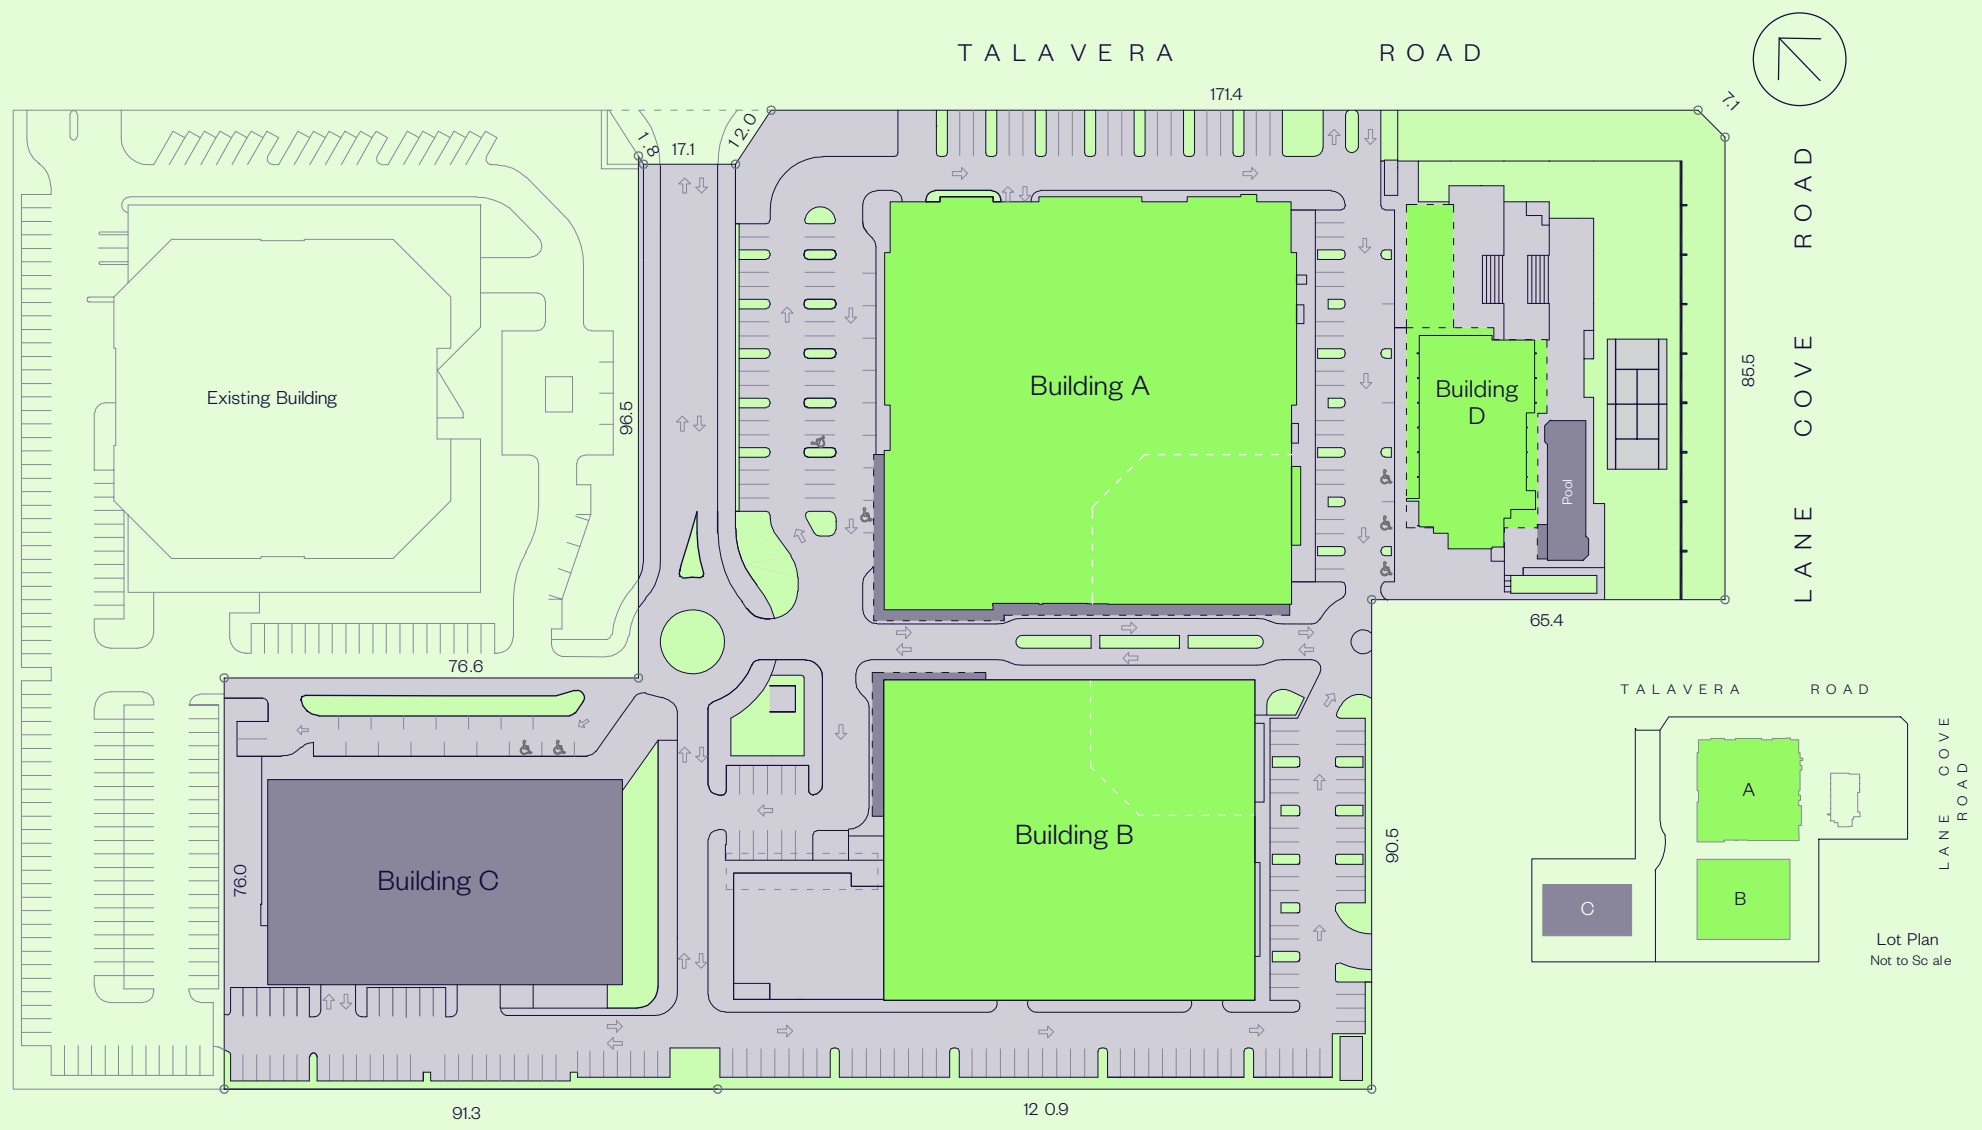 TALAVERA ROAD
171.4
7.1
1.8
17.1
12.0
LANE COVE ROAD
85.5
Existing Building
96.5
Building A
Building
D
Pool
65.4
76.6
TALAVERA ROAD
LANE COVE
ROAD
A
B
C
Lot Plan
Not to Sc ale
Building B
90.5
Building C
76.0
91.3
12 0.9